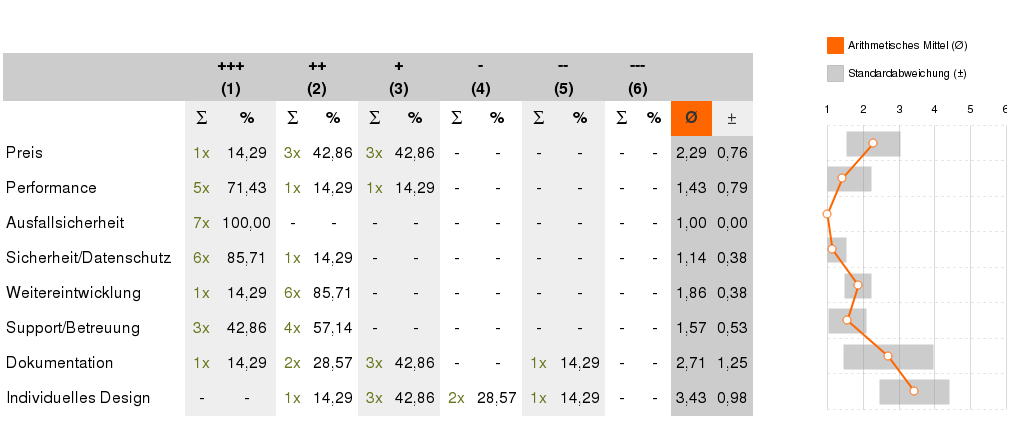 Arithmetisches Mittel (Ø)
Standardabweichung (±)
+++ ++ + - -- ---
(1) (2) (3) (4) (5) (6)
1 2 3 4 5 6
Σ % Σ % Σ % Σ % Σ % Σ % Ø ±
Preis 1x 14,29 3x 42,86 3x 42,86 - - - - - - 2,29 0,76
Performance 5x 71,43 1x 14,29 1x 14,29 - - - - - - 1,43 0,79
Ausfallsicherheit 7x 100,00 - - - - - - - - - - 1,00 0,00
Sicherheit/Datenschutz 6x 85,71 1x 14,29 - - - - - - - - 1,14 0,38
Weitereintwicklung 1x 14,29 6x 85,71 - - - - - - - - 1,86 0,38
Support/Betreuung 3x 42,86 4x 57,14 - - - - - - - - 1,57 0,53
Dokumentation 1x 14,29 2x 28,57 3x 42,86 - - 1x 14,29 - - 2,71 1,25
Individuelles Design - - 1x 14,29 3x 42,86 2x 28,57 1x 14,29 - - 3,43 0,98